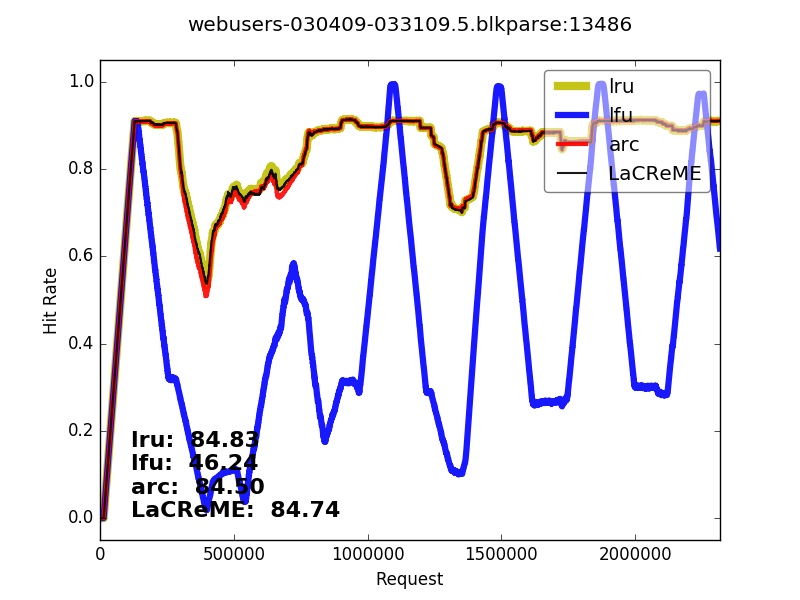 webusers-030409-033109.5.blkparse:13486
1.0
0.8
0.6
0.4
0.2
0.0
Hit Rate
lru
lfu
arc
LaCReME
lru:  84.83
lfu:  46.24
arc:  84.50
LaCReME:  84.74
0 500000 1000000 1500000 2000000
Request